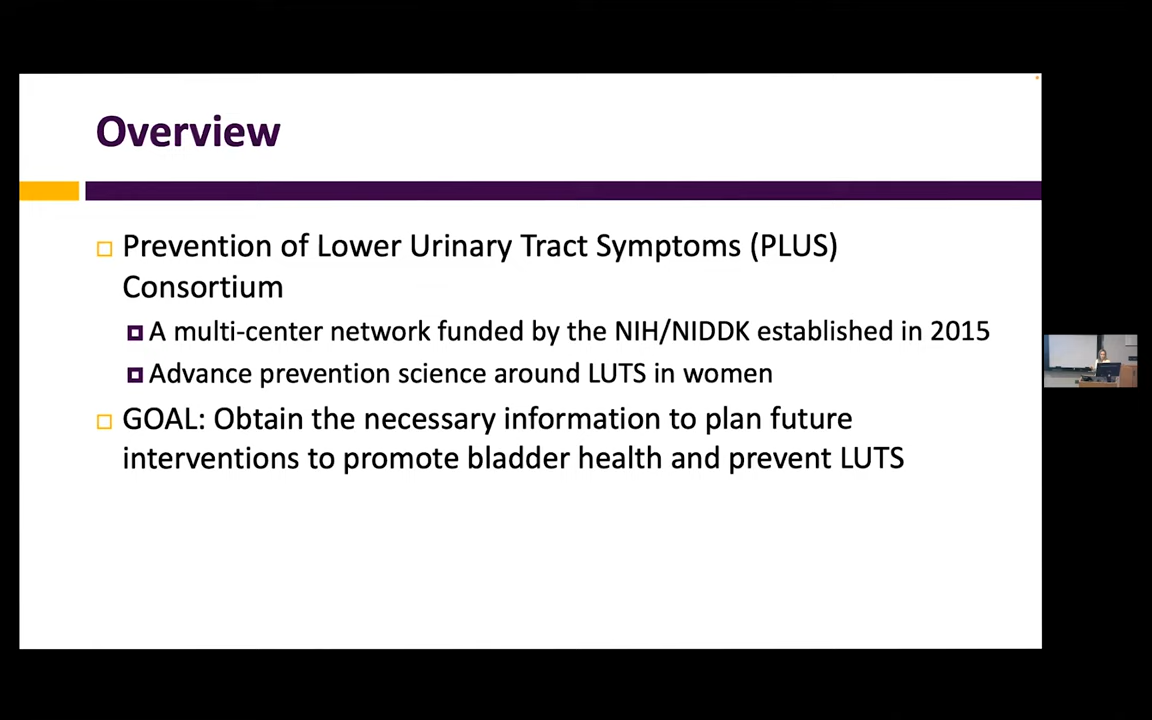 Overview
Prevention of Lower Urinary Tract Symptoms (PLUS)
Consortium
A multi-center network funded by the NIH/NIDDK established in 2015
Advance prevention science around LUTS in women
GOAL: Obtain the necessary information to plan future
interventions to promote bladder health and prevent LUTS